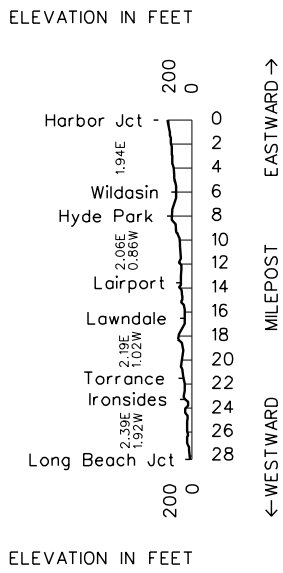 ELEVATION IN FEET
200
0
EASTWARD →
Harbor Jct -
0
2
1.94E
4
Wildasin
6
Hyde Park
8
10
2.06E
0.86W
12
MILEPOST
Lairport
14
Lawndale
16
18
2.19E
1.02W
20
Torrance
22
Ironsides
24
2.39E
1.92W
26
Long Beach Jct
28
← WESTWARD
200
0
ELEVATION IN FEET